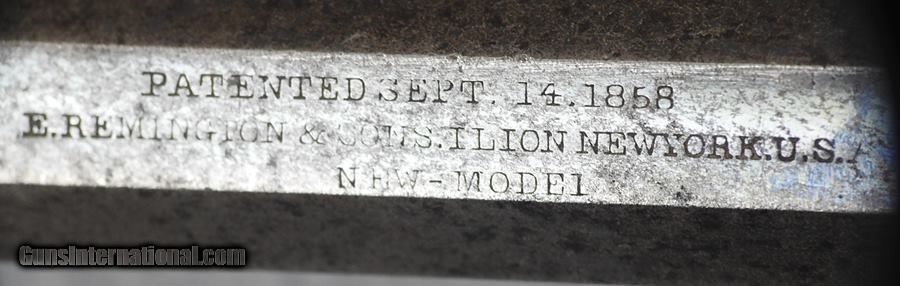 PATENTED SEPT. 14.1858
E.REMINGTON & SONS.ILION NEWYORK.U.S.A
NEW-MODEL
GunsInternational.com